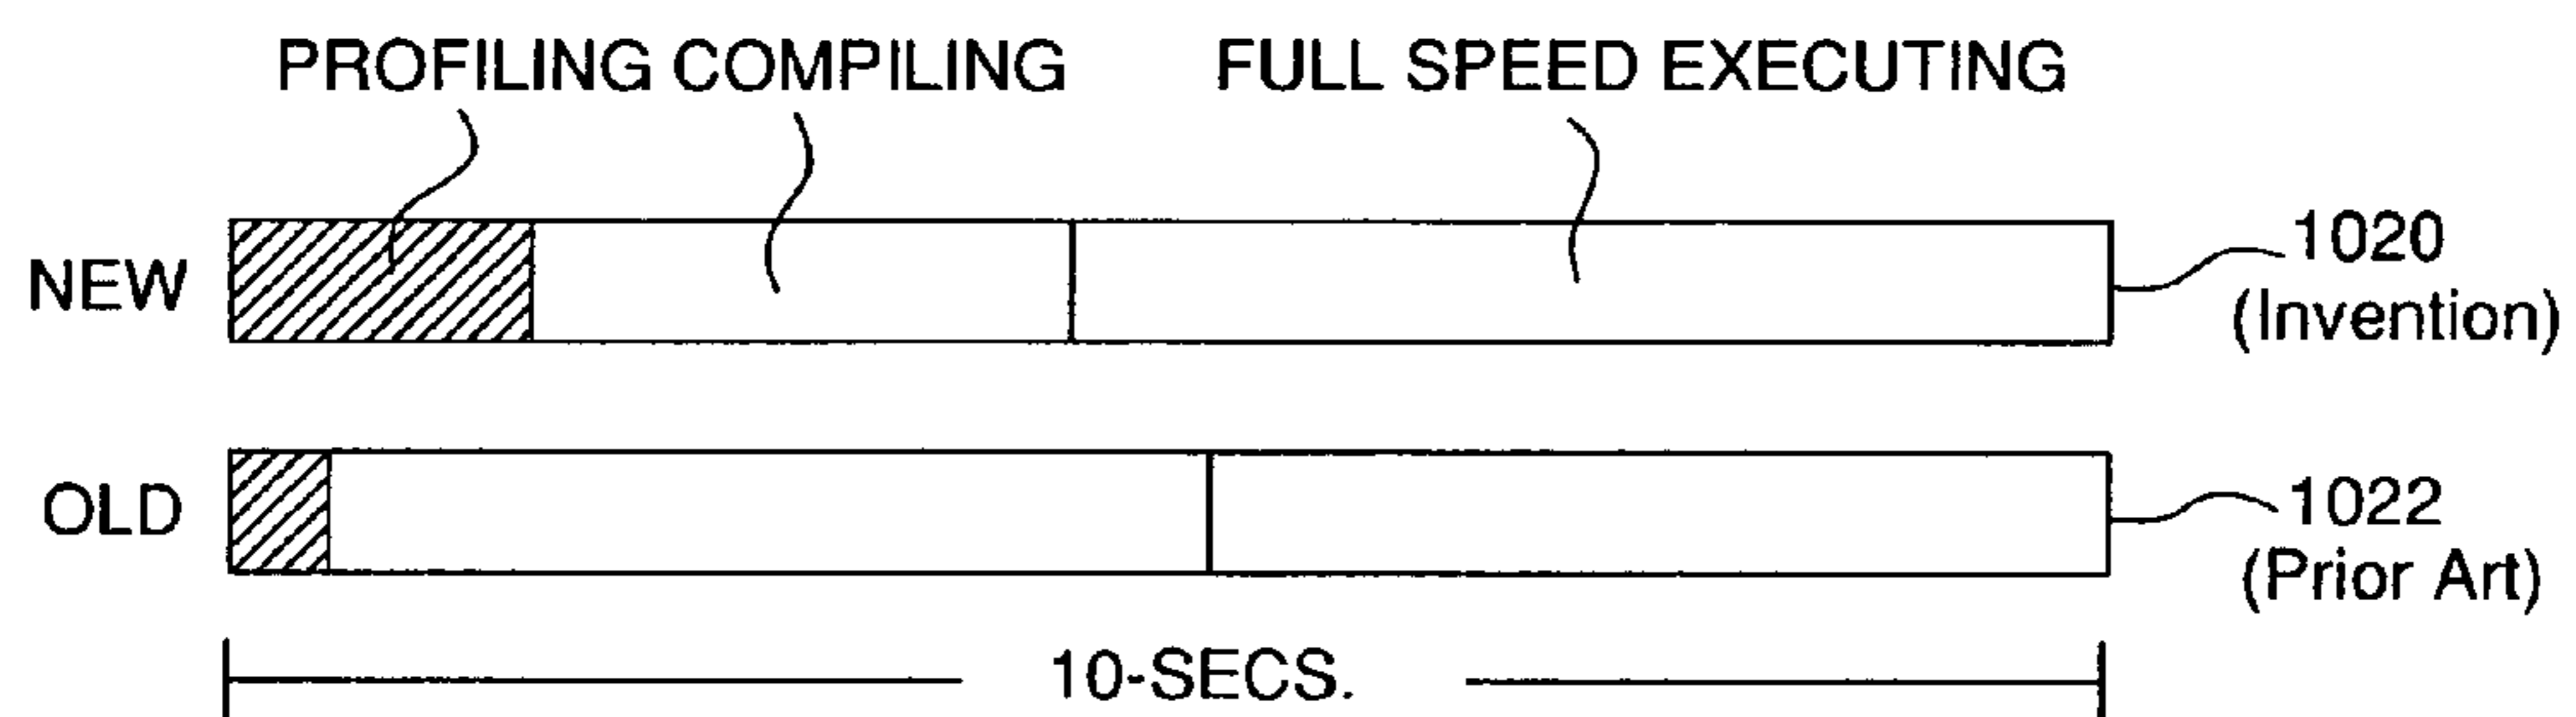 PROFILING COMPILING FULL SPEED EXECUTING
NEW
1020
(Invention)
OLD
1022
(Prior Art)
10-SECS.